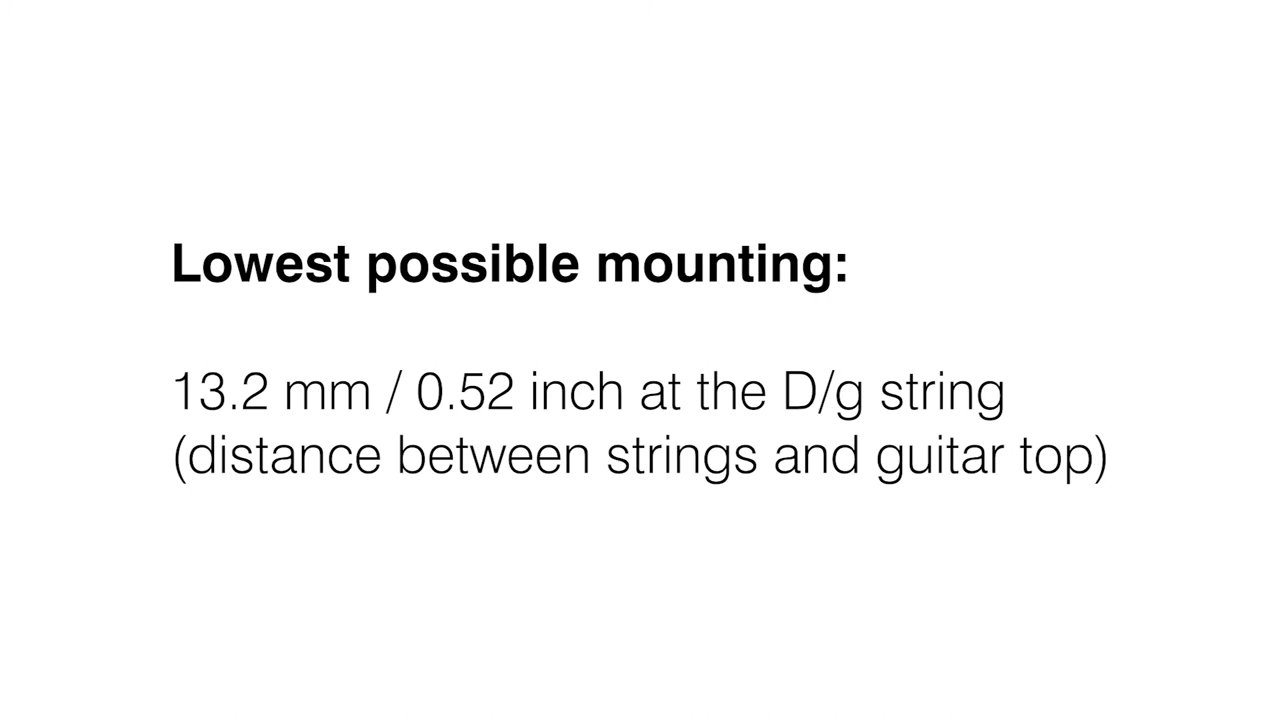 Lowest possible mounting:
13.2 mm / 0.52 inch at the D/g string
(distance between strings and guitar top)